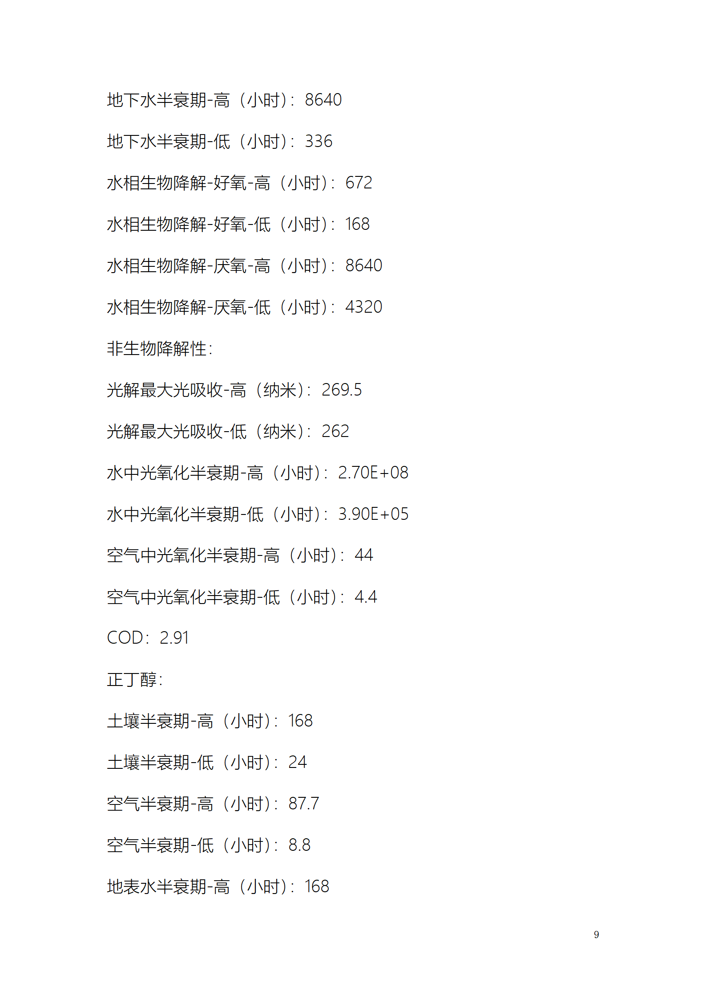 地下水半衰期-高（小时）：8640
地下水半衰期-低（小时）：336
水相生物降解-好氧-高（小时）：672
水相生物降解-好氧-低（小时）：168
水相生物降解-厌氧-高（小时）：8640
水相生物降解-厌氧-低（小时）：4320
非生物降解性：
光解最大光吸收-高（纳米）：269.5
光解最大光吸收-低（纳米）：262
水中光氧化半衰期-高（小时）：2.70E+08
水中光氧化半衰期-低（小时）：3.90E+05
空气中光氧化半衰期-高（小时）：44
空气中光氧化半衰期-低（小时）：4.4
COD：2.91
正丁醇：
土壤半衰期-高（小时）：168
土壤半衰期-低（小时）：24
空气半衰期-高（小时）：87.7
空气半衰期-低（小时）：8.8
地表水半衰期-高（小时）：168
9